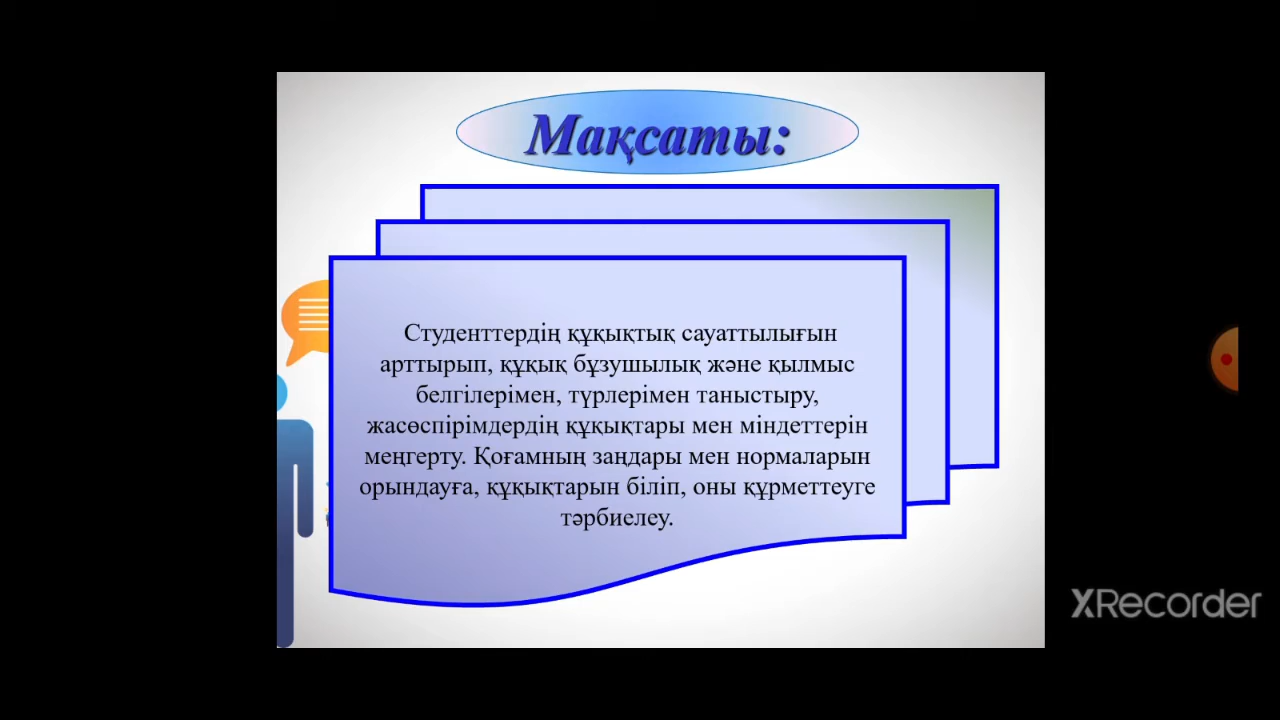 Мақсаты:
Студенттердің құқықтық сауаттылығын
арттырып, құқық бұзушылық және қылмыс
белгілерімен, түрлерімен таныстыру,
жасөспірімдердің құқықтары мен міндеттерін
меңгерту. Қоғамның заңдары мен нормаларын
орындауға, құқықтарын біліп, оны құрметтеуге
тәрбиелеу.
XRecorder